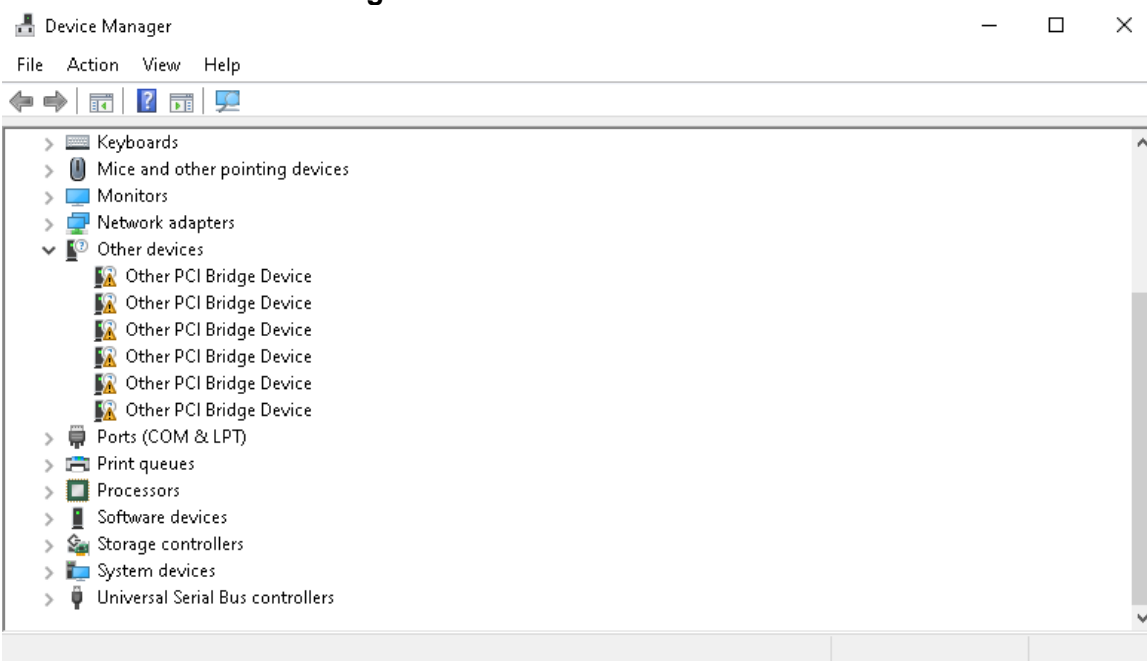 Device Manager
File Action View Help
Keyboards
Mice and other pointing devices
Monitors
Network adapters
Other devices
Other PCI Bridge Device
Other PCI Bridge Device
Other PCI Bridge Device
Other PCI Bridge Device
Other PCI Bridge Device
Other PCI Bridge Device
Ports (COM & LPT)
Print queues
Processors
Software devices
Storage controllers
System devices
Universal Serial Bus controllers